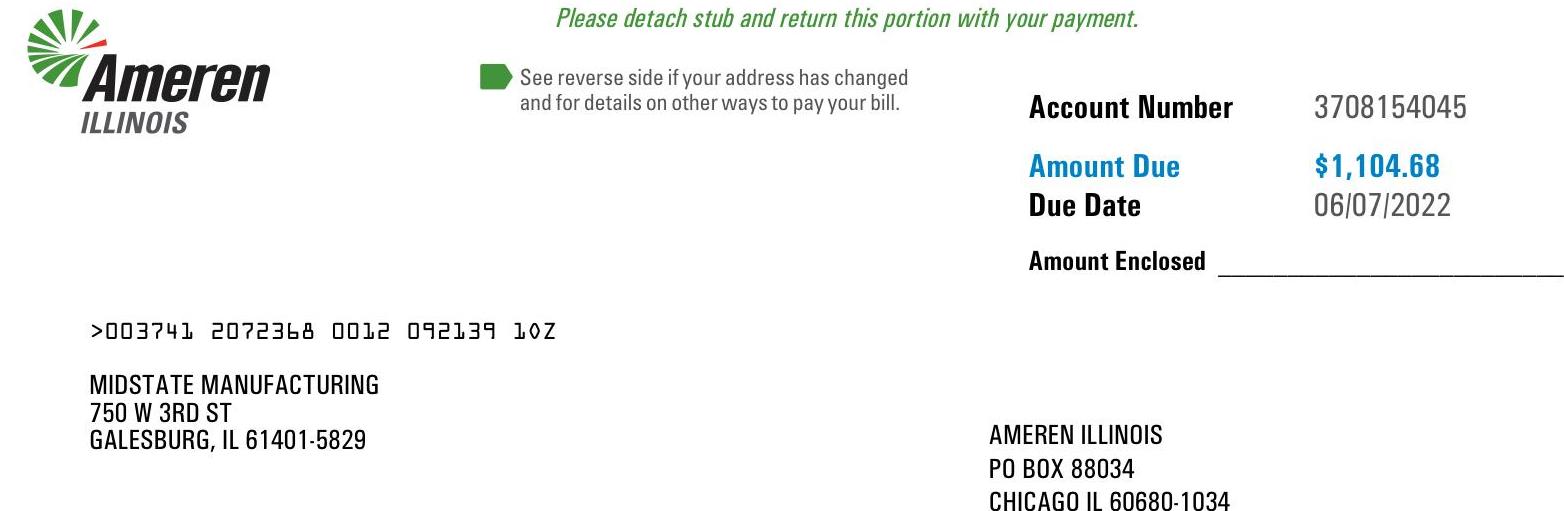 Please detach stub and return this portion with your payment.
Ameren
ILLINOIS
See reverse side if your address has changed
and for details on other ways to pay your bill.
Account Number 3708154045
Amount Due $1,104.68
Due Date 06/07/2022
Amount Enclosed
>003741 2072368 0012 092139 10Z
MIDSTATE MANUFACTURING
750 W 3RD ST
GALESBURG, IL 61401-5829
AMEREN ILLINOIS
PO BOX 88034
CHICAGO IL 60680-1034